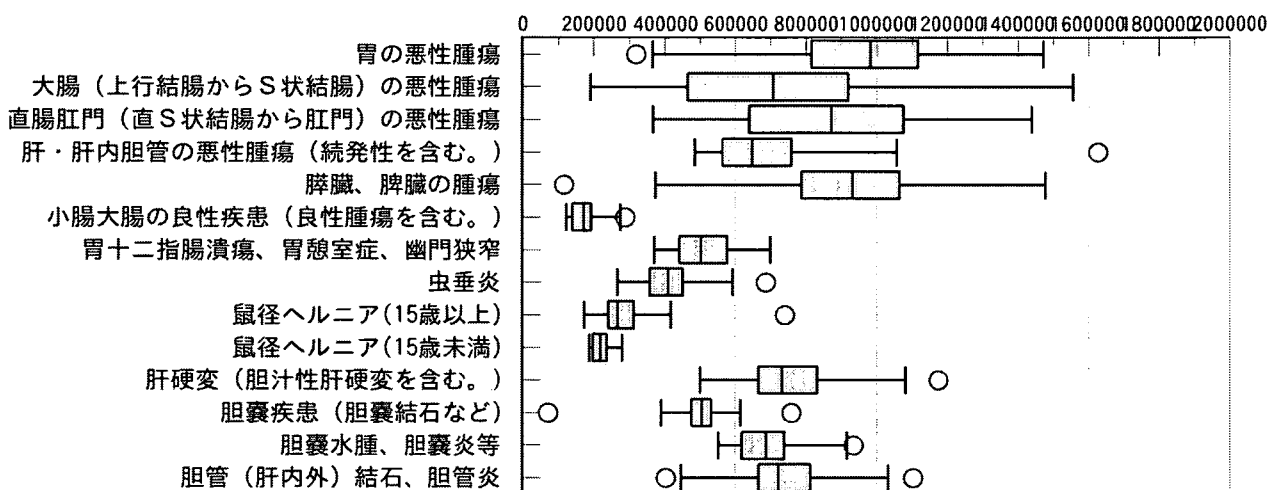 0 200000 400000 600000 800000 1000000 1200000 1400000 1600000 1800000 2000000
胃の悪性腫瘍
大腸（上行結腸からＳ状結腸）の悪性腫瘍
直腸肛門（直Ｓ状結腸から肛門）の悪性腫瘍
肝・肝内胆管の悪性腫瘍（続発性を含む。）
膵臓、脾臓の腫瘍
小腸大腸の良性疾患（良性腫瘍を含む。）
胃十二指腸潰瘍、胃憩室症、幽門狭窄
虫垂炎
鼠径ヘルニア(15歳以上)
鼠径ヘルニア(15歳未満)
肝硬変（胆汁性肝硬変を含む。）
胆嚢疾患（胆嚢結石など）
胆嚢水腫、胆嚢炎等
胆管（肝内外）結石、胆管炎